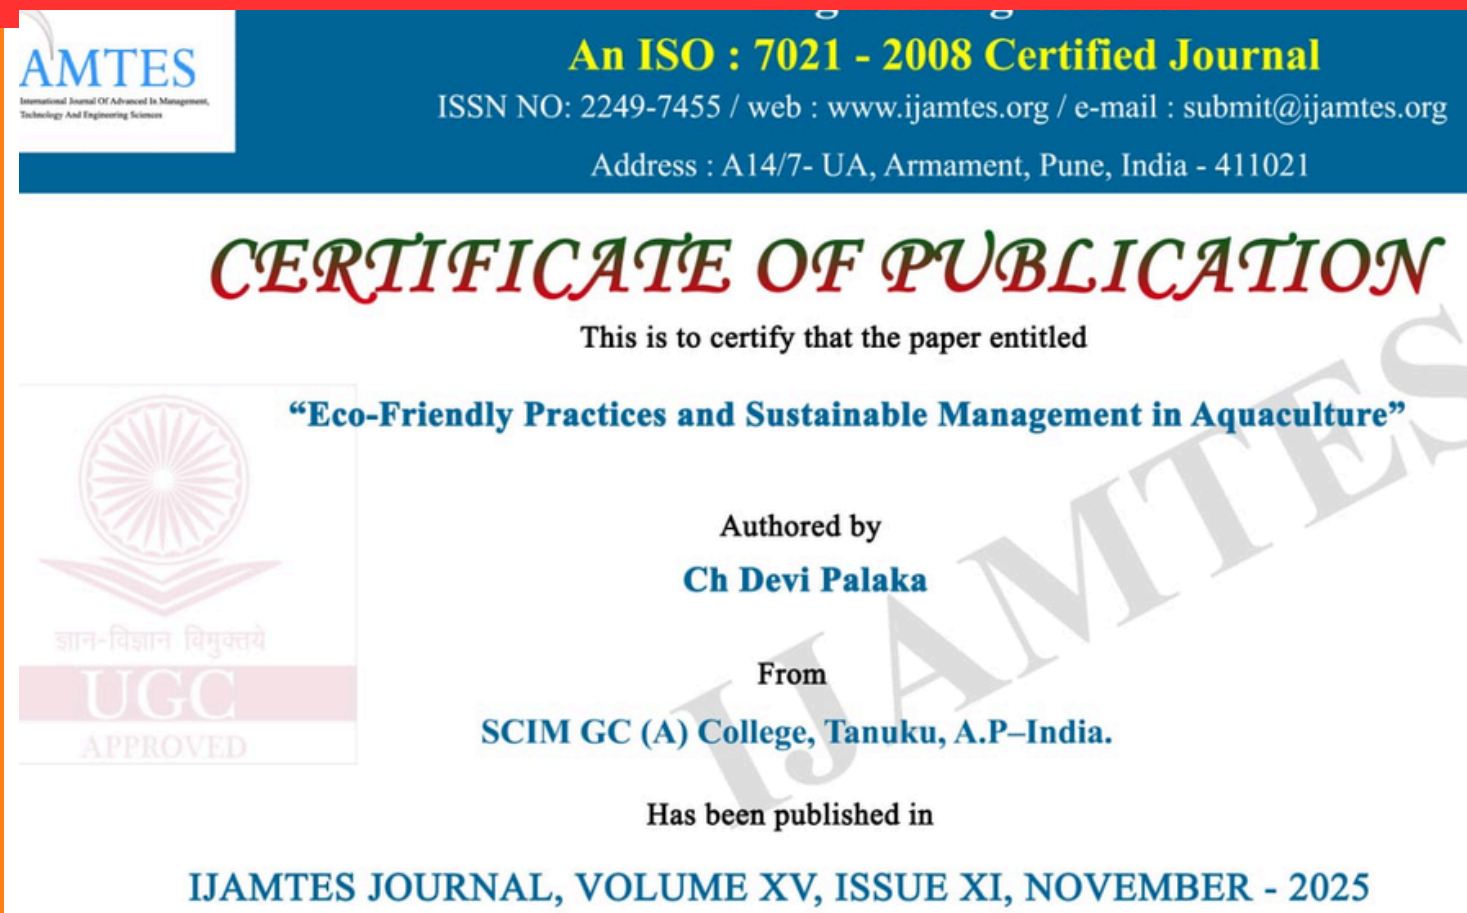 AMTES
International Journal Of Advanced In Management,
Technology And Engineering Sciences
An ISO : 7021 - 2008 Certified Journal
ISSN NO: 2249-7455 / web : www.ijamtes.org / e-mail : submit@ijamtes.org
Address : A14/7- UA, Armament, Pune, India - 411021
CERTIFICATE OF PUBLICATION
This is to certify that the paper entitled
“Eco-Friendly Practices and Sustainable Management in Aquaculture”
Authored by
Ch Devi Palaka
ज्ञान-विज्ञान विमुक्तये
UGC
APPROVED
From
SCIM GC (A) College, Tanuku, A.P–India.
Has been published in
IJAMTES JOURNAL, VOLUME XV, ISSUE XI, NOVEMBER - 2025
IJAMTES